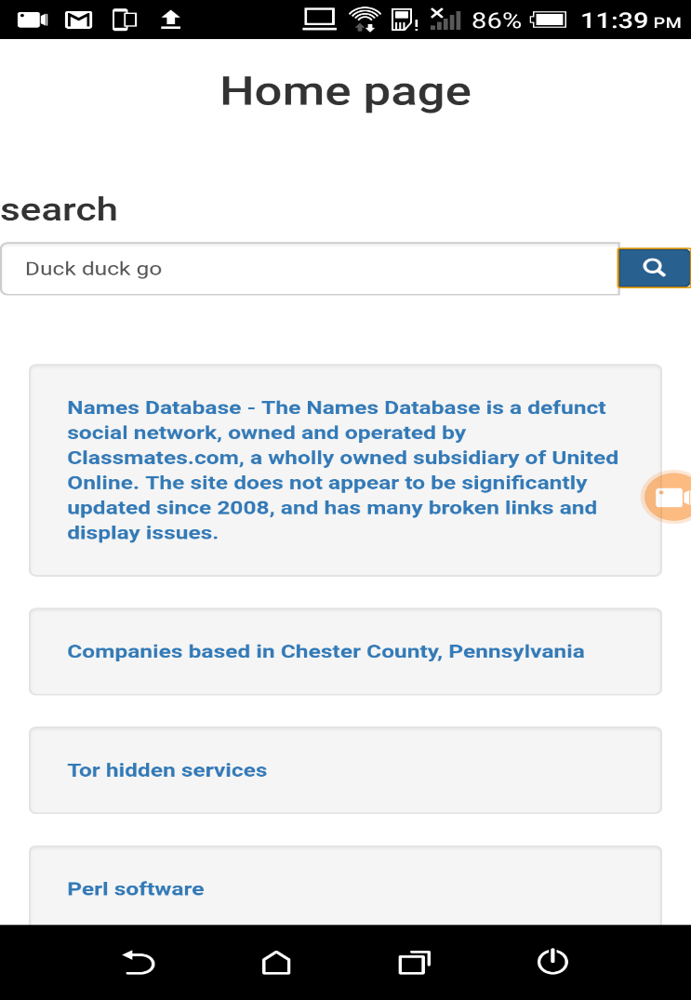 86% 11:39 PM
Home page
search
Duck duck go
Names Database - The Names Database is a defunct
social network, owned and operated by
Classmates.com, a wholly owned subsidiary of United
Online. The site does not appear to be significantly
updated since 2008, and has many broken links and
display issues.
Companies based in Chester County, Pennsylvania
Tor hidden services
Perl software